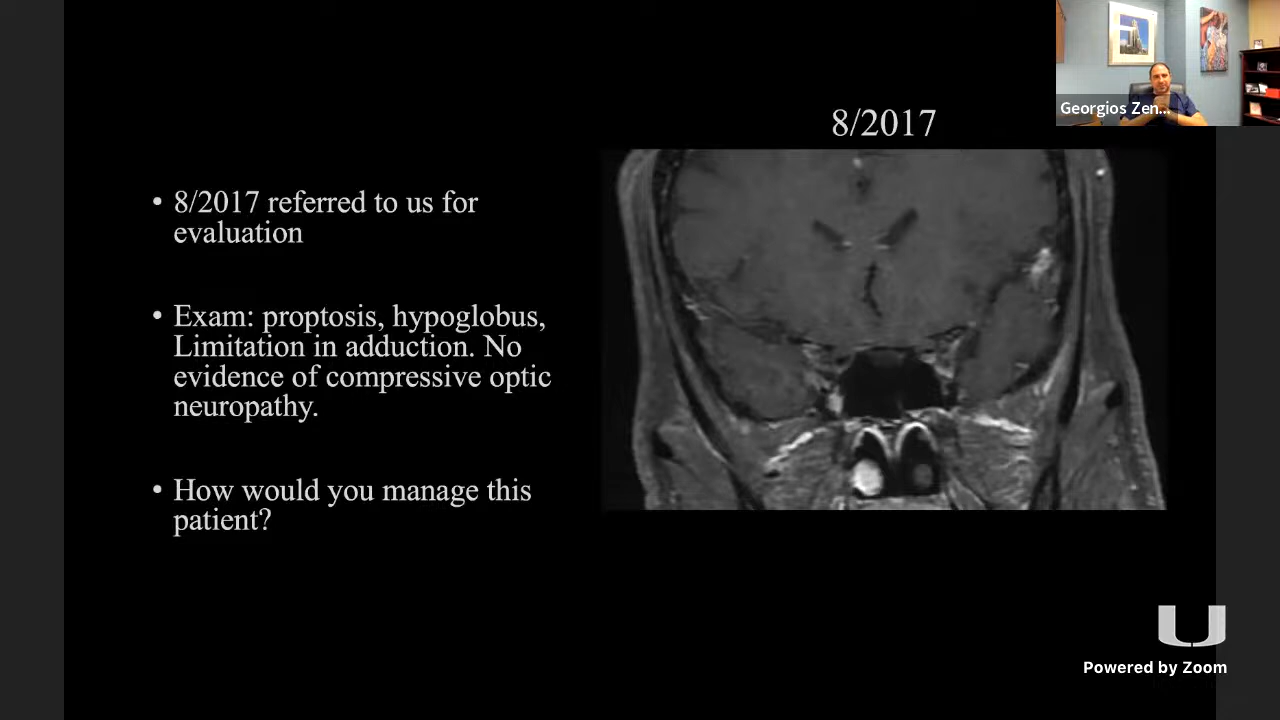 Georgios Zen...
8/2017
• 8/2017 referred to us for
evaluation
• Exam: proptosis, hypoglobus,
Limitation in adduction. No
evidence of compressive optic
neuropathy.
• How would you manage this
patient?
U
Powered by Zoom